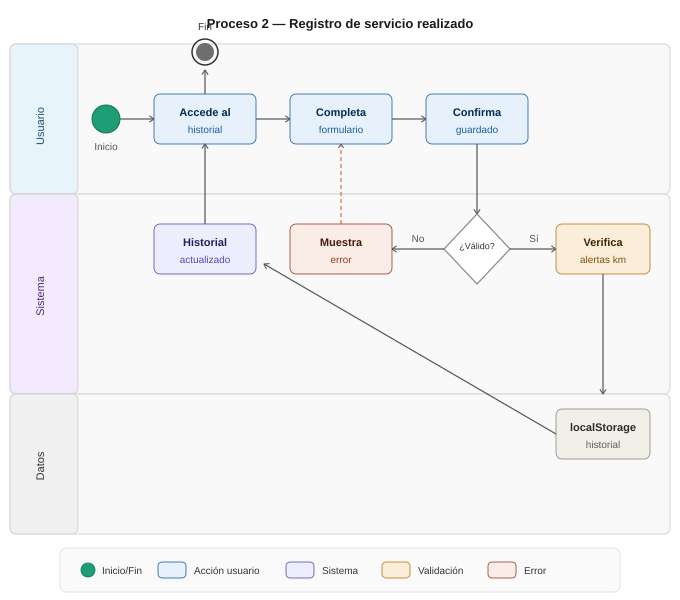 Proceso 2 — Registro de servicio realizado
Fin
Usuario
Inicio
Accede al
historial
Completa
formulario
Confirma
guardado
Sistema
Historial
actualizado
Muestra
error
No
¿Válido?
Sí
Verifica
alertas km
Datos
localStorage
historial
Inicio/Fin
Acción usuario
Sistema
Validación
Error